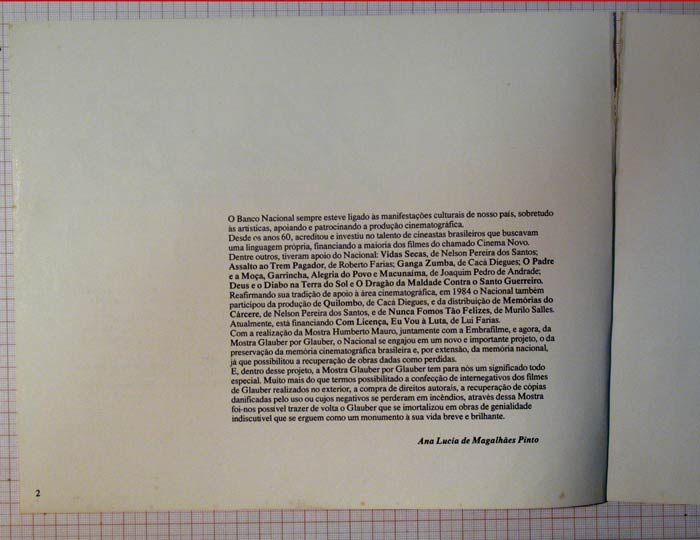 O Banco Nacional sempre esteve ligado às manifestações culturais de nosso país, sobretudo
às artísticas, apoiando e patrocinando a produção cinematográfica.
Desde os anos 60, acreditou e investiu no talento de cineastas brasileiros que buscavam
uma linguagem própria, financiando a maioria dos filmes do chamado Cinema Novo.
Dentre outros, tiveram apoio do Nacional: Vidas Secas, de Nelson Pereira dos Santos;
Assalto ao Trem Pagador, de Roberto Farias; Ganga Zumba, de Cacá Diegues; O Padre
e a Moça, Garrincha, Alegria do Povo e Macunaíma, de Joaquim Pedro de Andrade;
Deus e o Diabo na Terra do Sol e O Dragão da Maldade Contra o Santo Guerreiro.
Reafirmando sua tradição de apoio à área cinematográfica, em 1984 o Nacional também
participou da produção de Quilombo, de Cacá Diegues, e da distribuição de Memórias do
Cárcere, de Nelson Pereira dos Santos, e de Nunca Fomos Tão Felizes, de Murilo Salles.
Atualmente, está financiando Com Licença, Eu Vou à Luta, de Lui Farias.
Com a realização da Mostra Humberto Mauro, juntamente com a Embrafilme, e agora, da
Mostra Glauber por Glauber, o Nacional se engajou em um novo e importante projeto, o da
preservação da memória cinematográfica brasileira e, por extensão, da memória nacional,
já que possibilitou a recuperação de obras dadas como perdidas.
E, dentro desse projeto, a Mostra Glauber por Glauber tem para nós um significado todo
especial. Muito mais do que termos possibilitado a confecção de internegativos dos filmes
de Glauber realizados no exterior, a compra de direitos autorais, a recuperação de cópias
danificadas pelo uso ou cujos negativos se perderam em incêndios, através dessa Mostra
foi-nos possível trazer de volta o Glauber que se imortalizou em obras de genialidade
indiscutível que se erguem como um monumento à sua vida breve e brilhante.
Ana Lucia de Magalhães Pinto
2